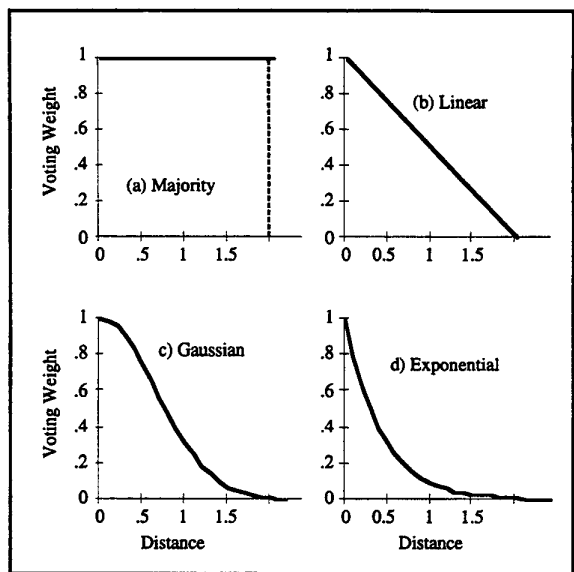 1
.8
.6
.4
.2
0
Voting Weight
(a) Majority
0 .5 1 1.5
1
.8
.6
.4
.2
0
(b) Linear
0 0.5 1 1.5
1
.8
.6
.4
.2
0
Voting Weight
c) Gaussian
0 .5 1 1.5
Distance
1
.8
.6
.4
.2
0
d) Exponential
0 0.5 1 1.5
Distance